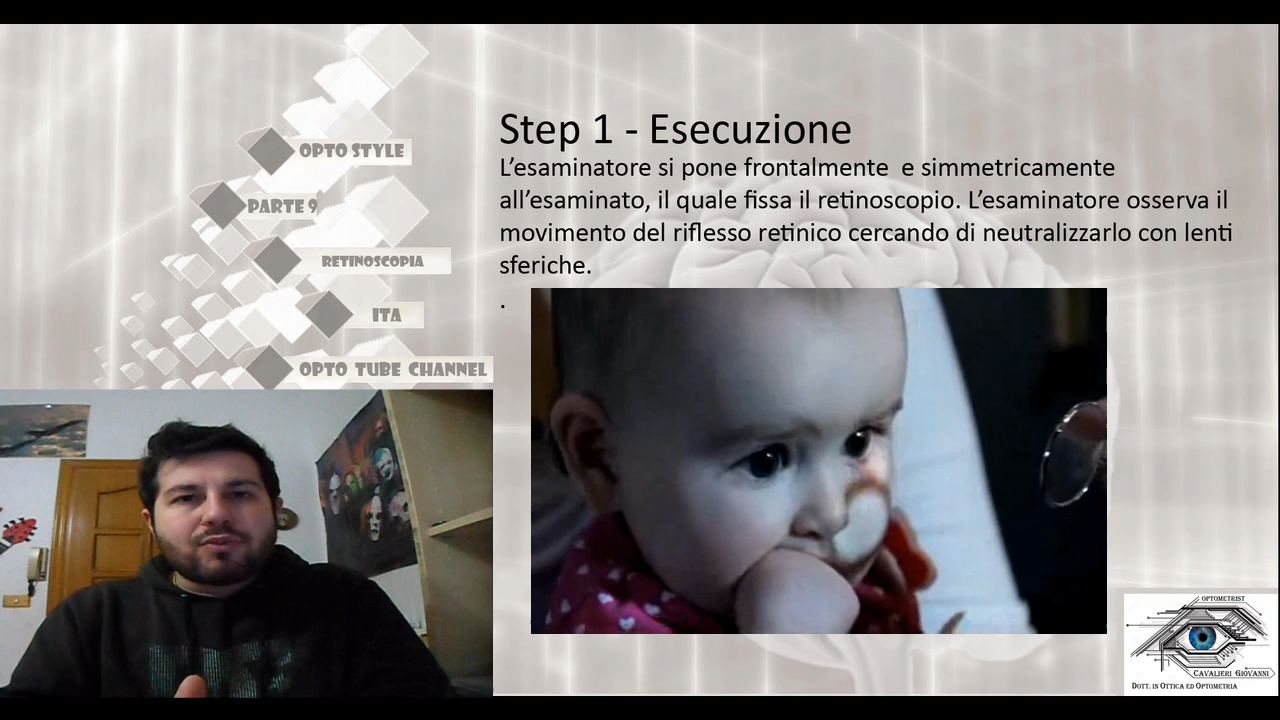 Step 1 - Esecuzione
L'esaminatore si pone frontalmente  e simmetricamente
all'esaminato, il quale fissa il retinoscopio. L'esaminatore osserva il
movimento del riflesso retinico cercando di neutralizzarlo con lenti
sferiche.
.
OPTO STYLE
PARTE 9
RETINOSCOPIA
ITA
OPTO TUBE CHANNEL
OPTOMETRIST
CAVALIERI GIOVANNI
DOTT. IN OTTICA ED OPTOMETRIA